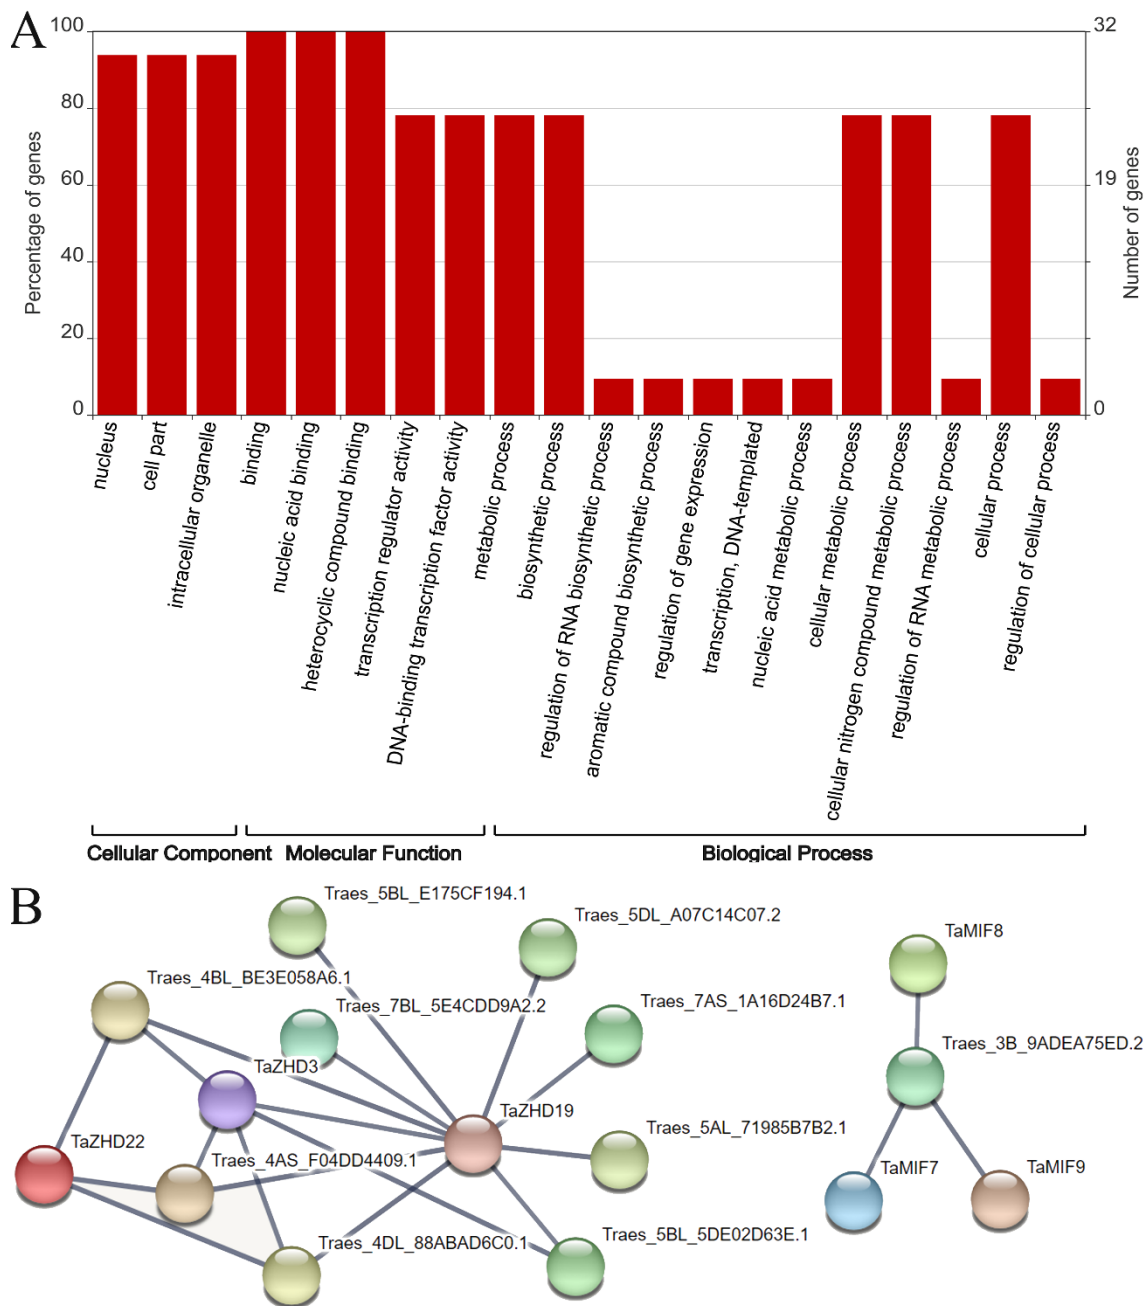 A
100
80
60
40
20
0
Percentage of genes
32
19
0
Number of genes
nucleus
cell part
intracellular organelle
binding
nucleic acid binding
heterocyclic compound binding
transcription regulator activity
DNA-binding transcription factor activity
metabolic process
biosynthetic process
regulation of RNA biosynthetic process
aromatic compound biosynthetic process
regulation of gene expression
transcription, DNA-templated
nucleic acid metabolic process
cellular metabolic process
cellular nitrogen compound metabolic process
regulation of RNA metabolic process
cellular process
regulation of cellular process
Cellular Component
Molecular Function
Biological Process
B
Traes_5BL_E175CF194.1
Traes_5DL_A07C14C07.2
TaMIF8
Traes_4BL_BE3E058A6.1
Traes_7BL_5E4CDD9A2.2
Traes_7AS_1A16D24B7.1
Traes_3B_9ADEA75ED.2
TaZHD3
TaZHD19
Traes_5AL_71985B7B2.1
TaZHD22
Traes_4AS_F04DD4409.1
TaMIF7
TaMIF9
Traes_4DL_88ABAD6C0.1
Traes_5BL_5DE02D63E.1